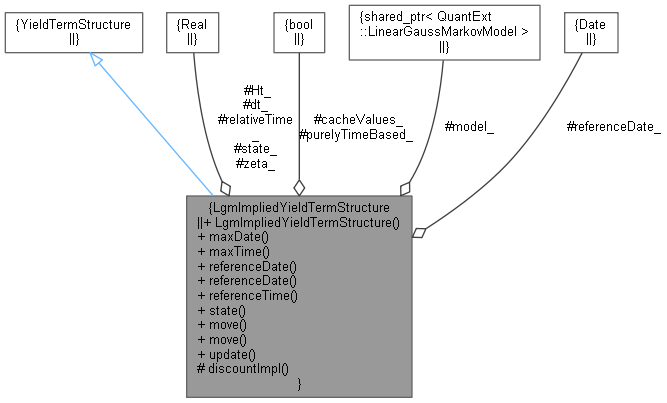 {YieldTermStructure
||}
{Real
||}
{bool
||}
{shared_ptr< QuantExt
::LinearGaussMarkovModel >
||}
{Date
||}
#Ht_
#dt_
#relativeTime
_
#state_
#zeta_
#cacheValues_
#purelyTimeBased_
#model_
#referenceDate_
{LgmImpliedYieldTermStructure
||+ LgmImpliedYieldTermStructure()
+ maxDate()
+ maxTime()
+ referenceDate()
+ referenceDate()
+ referenceTime()
+ state()
+ move()
+ move()
+ update()
# discountImpl()
}